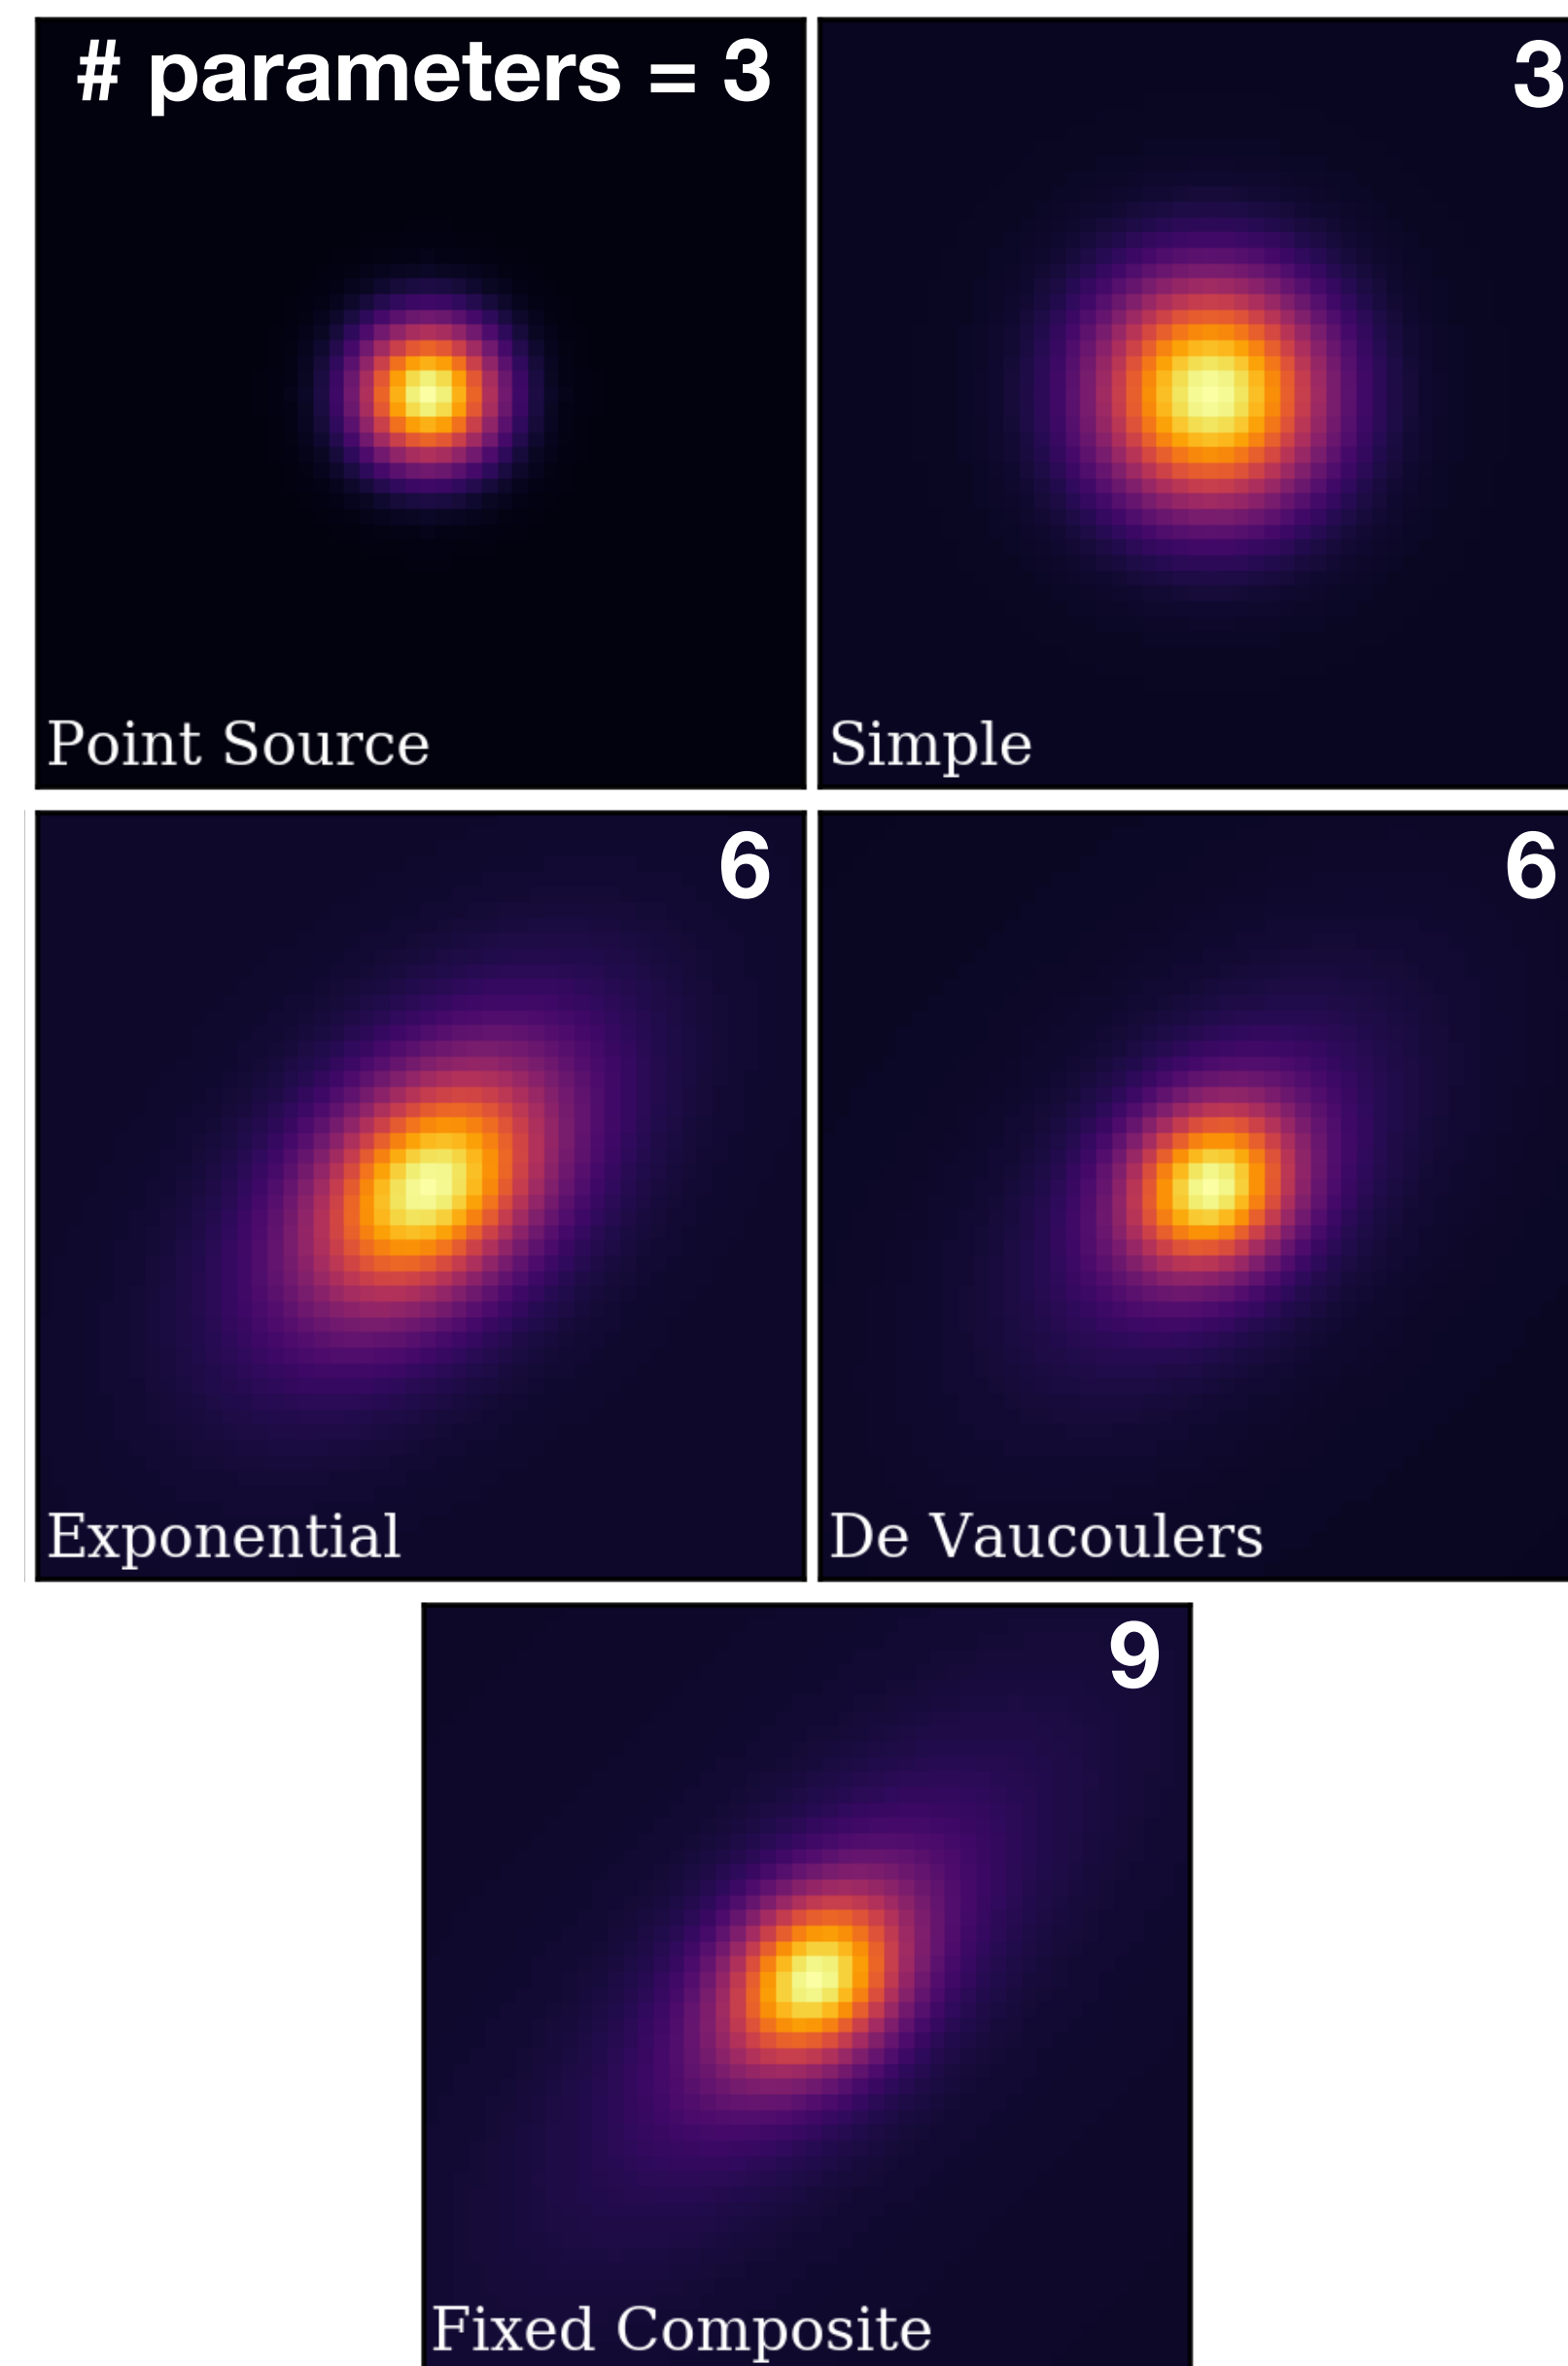 # parameters = 3
3
Point Source
Simple
6
6
Exponential
De Vaucoulers
9
Fixed Composite